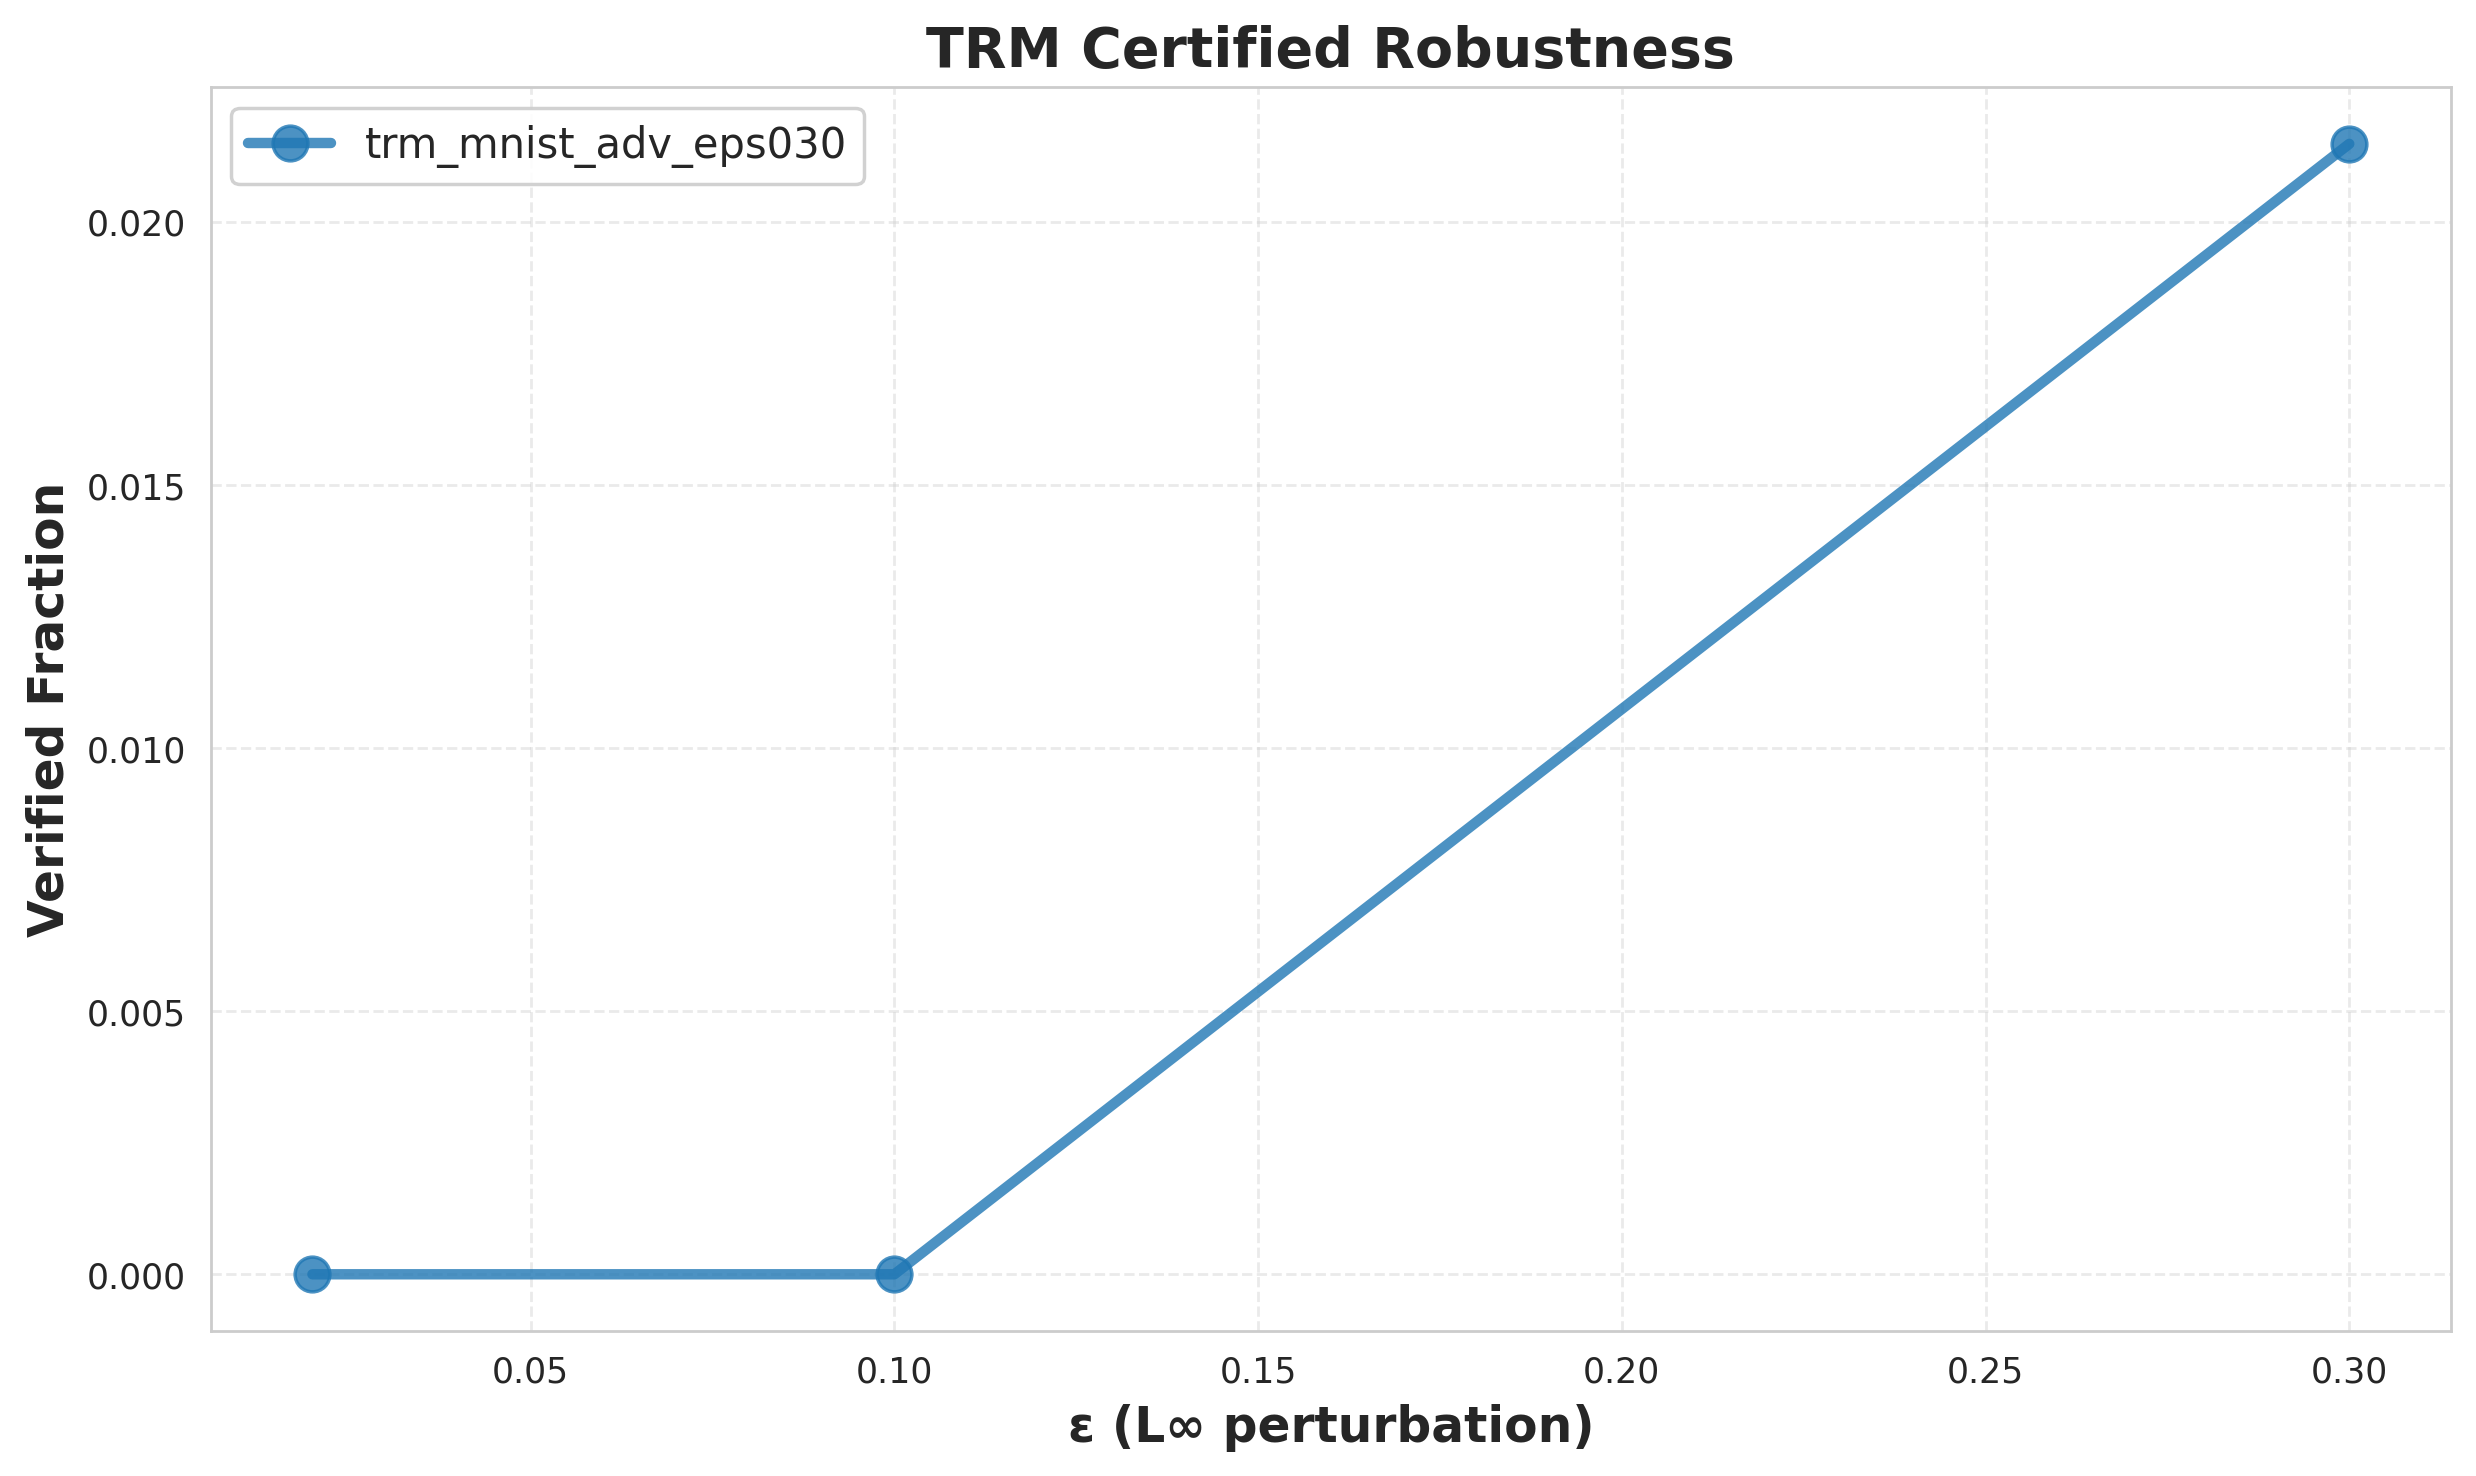 TRM Certified Robustness
trm_mnist_adv_eps030
Verified Fraction
0.020
0.015
0.010
0.005
0.000
0.05
0.10
0.15
0.20
0.25
0.30
ε (L∞ perturbation)